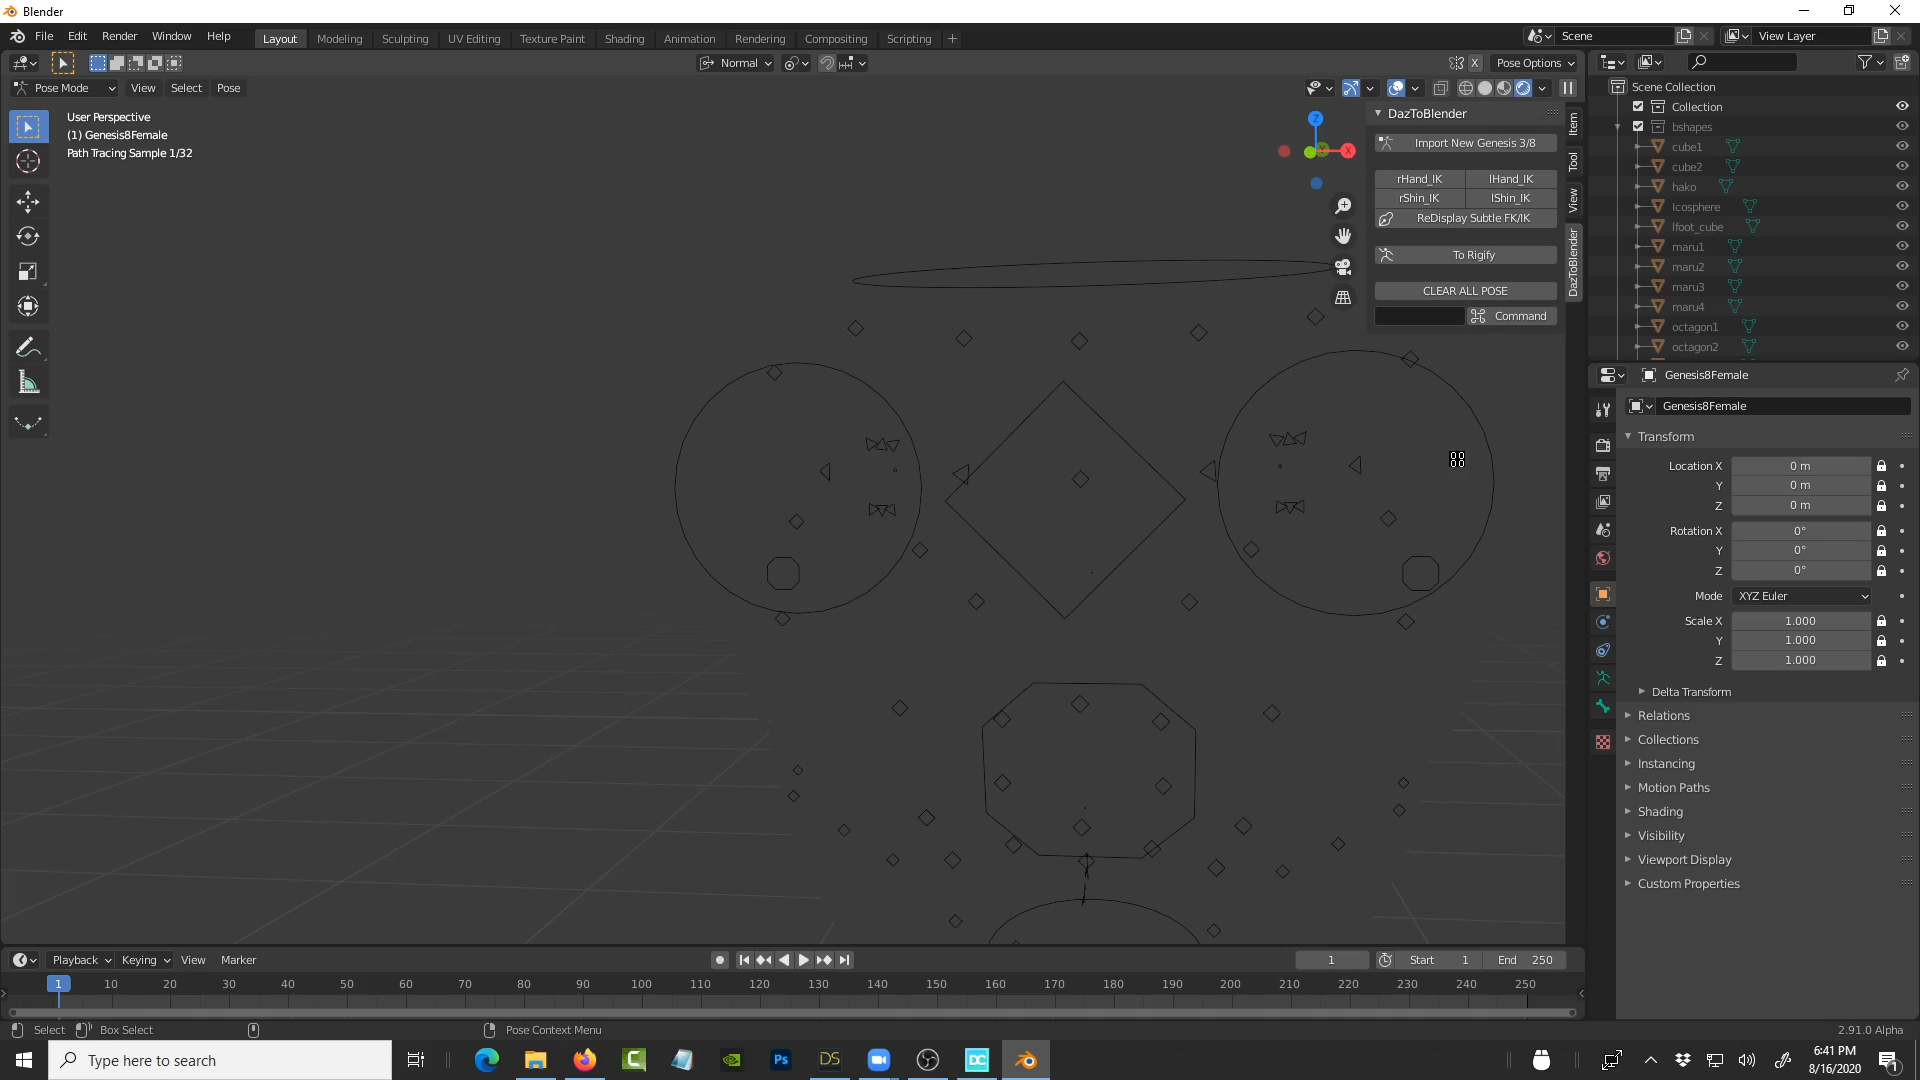 Blender
File Edit Render Window Help
Layout Modeling Sculpting UV Editing Texture Paint Shading Animation Rendering Compositing Scripting +
Scene
View Layer
Normal
X
Pose Options
Pose Mode View Select Pose
User Perspective
(1) Genesis8Female
Path Tracing Sample 1/32
Z
X
Y
DazToBlender
Import New Genesis 3/8
rHand_IK lHand_IK
rShin_IK lShin_IK
ReDisplay Subtle FK/IK
To Rigify
CLEAR ALL POSE
Command
Item
Tool
View
DazToBlender
Scene Collection
Collection
bshapes
cube1
cube2
hako
Icosphere
lfoot_cube
maru1
maru2
maru3
maru4
octagon1
octagon2
Genesis8Female
Genesis8Female
Transform
Location X 0 m
Y 0 m
Z 0 m
Rotation X 0°
Y 0°
Z 0°
Mode XYZ Euler
Scale X 1.000
Y 1.000
Z 1.000
Delta Transform
Relations
Collections
Instancing
Motion Paths
Shading
Visibility
Viewport Display
Custom Properties
Playback Keying View Marker
1 Start 1 End 250
1 10 20 30 40 50 60 70 80 90 100 110 120 130 140 150 160 170 180 190 200 210 220 230 240 250
Select Box Select Pose Context Menu
2.91.0 Alpha
Type here to search
C
Ps
DS
DC
6:41 PM
8/16/2020
1